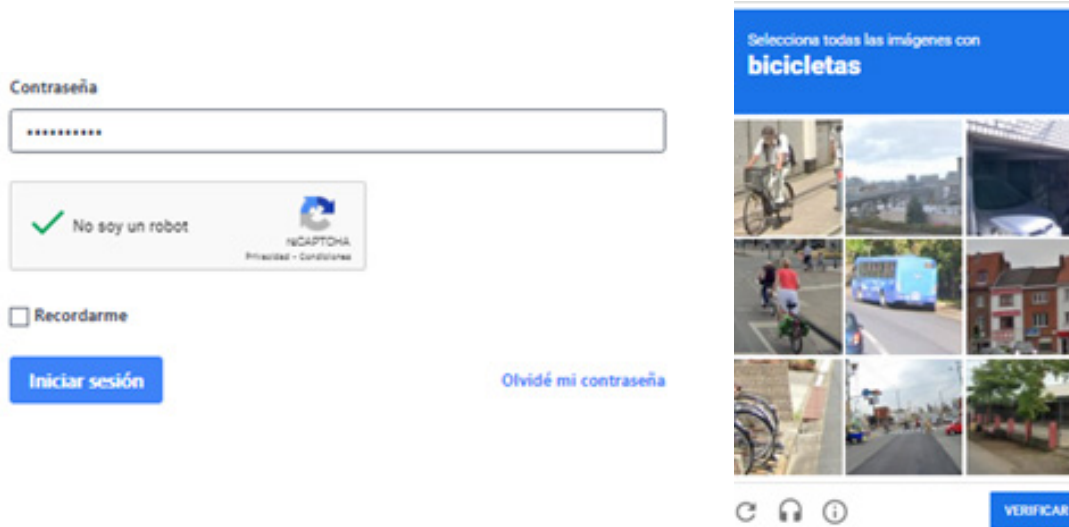 Contraseña
••••••••••
No soy un robot
reCAPTCHA
Privacidad - Condiciones
Recordarme
Iniciar sesión
Olvidé mi contraseña
Selecciona todas las imágenes con
bicicletas
VERIFICAR